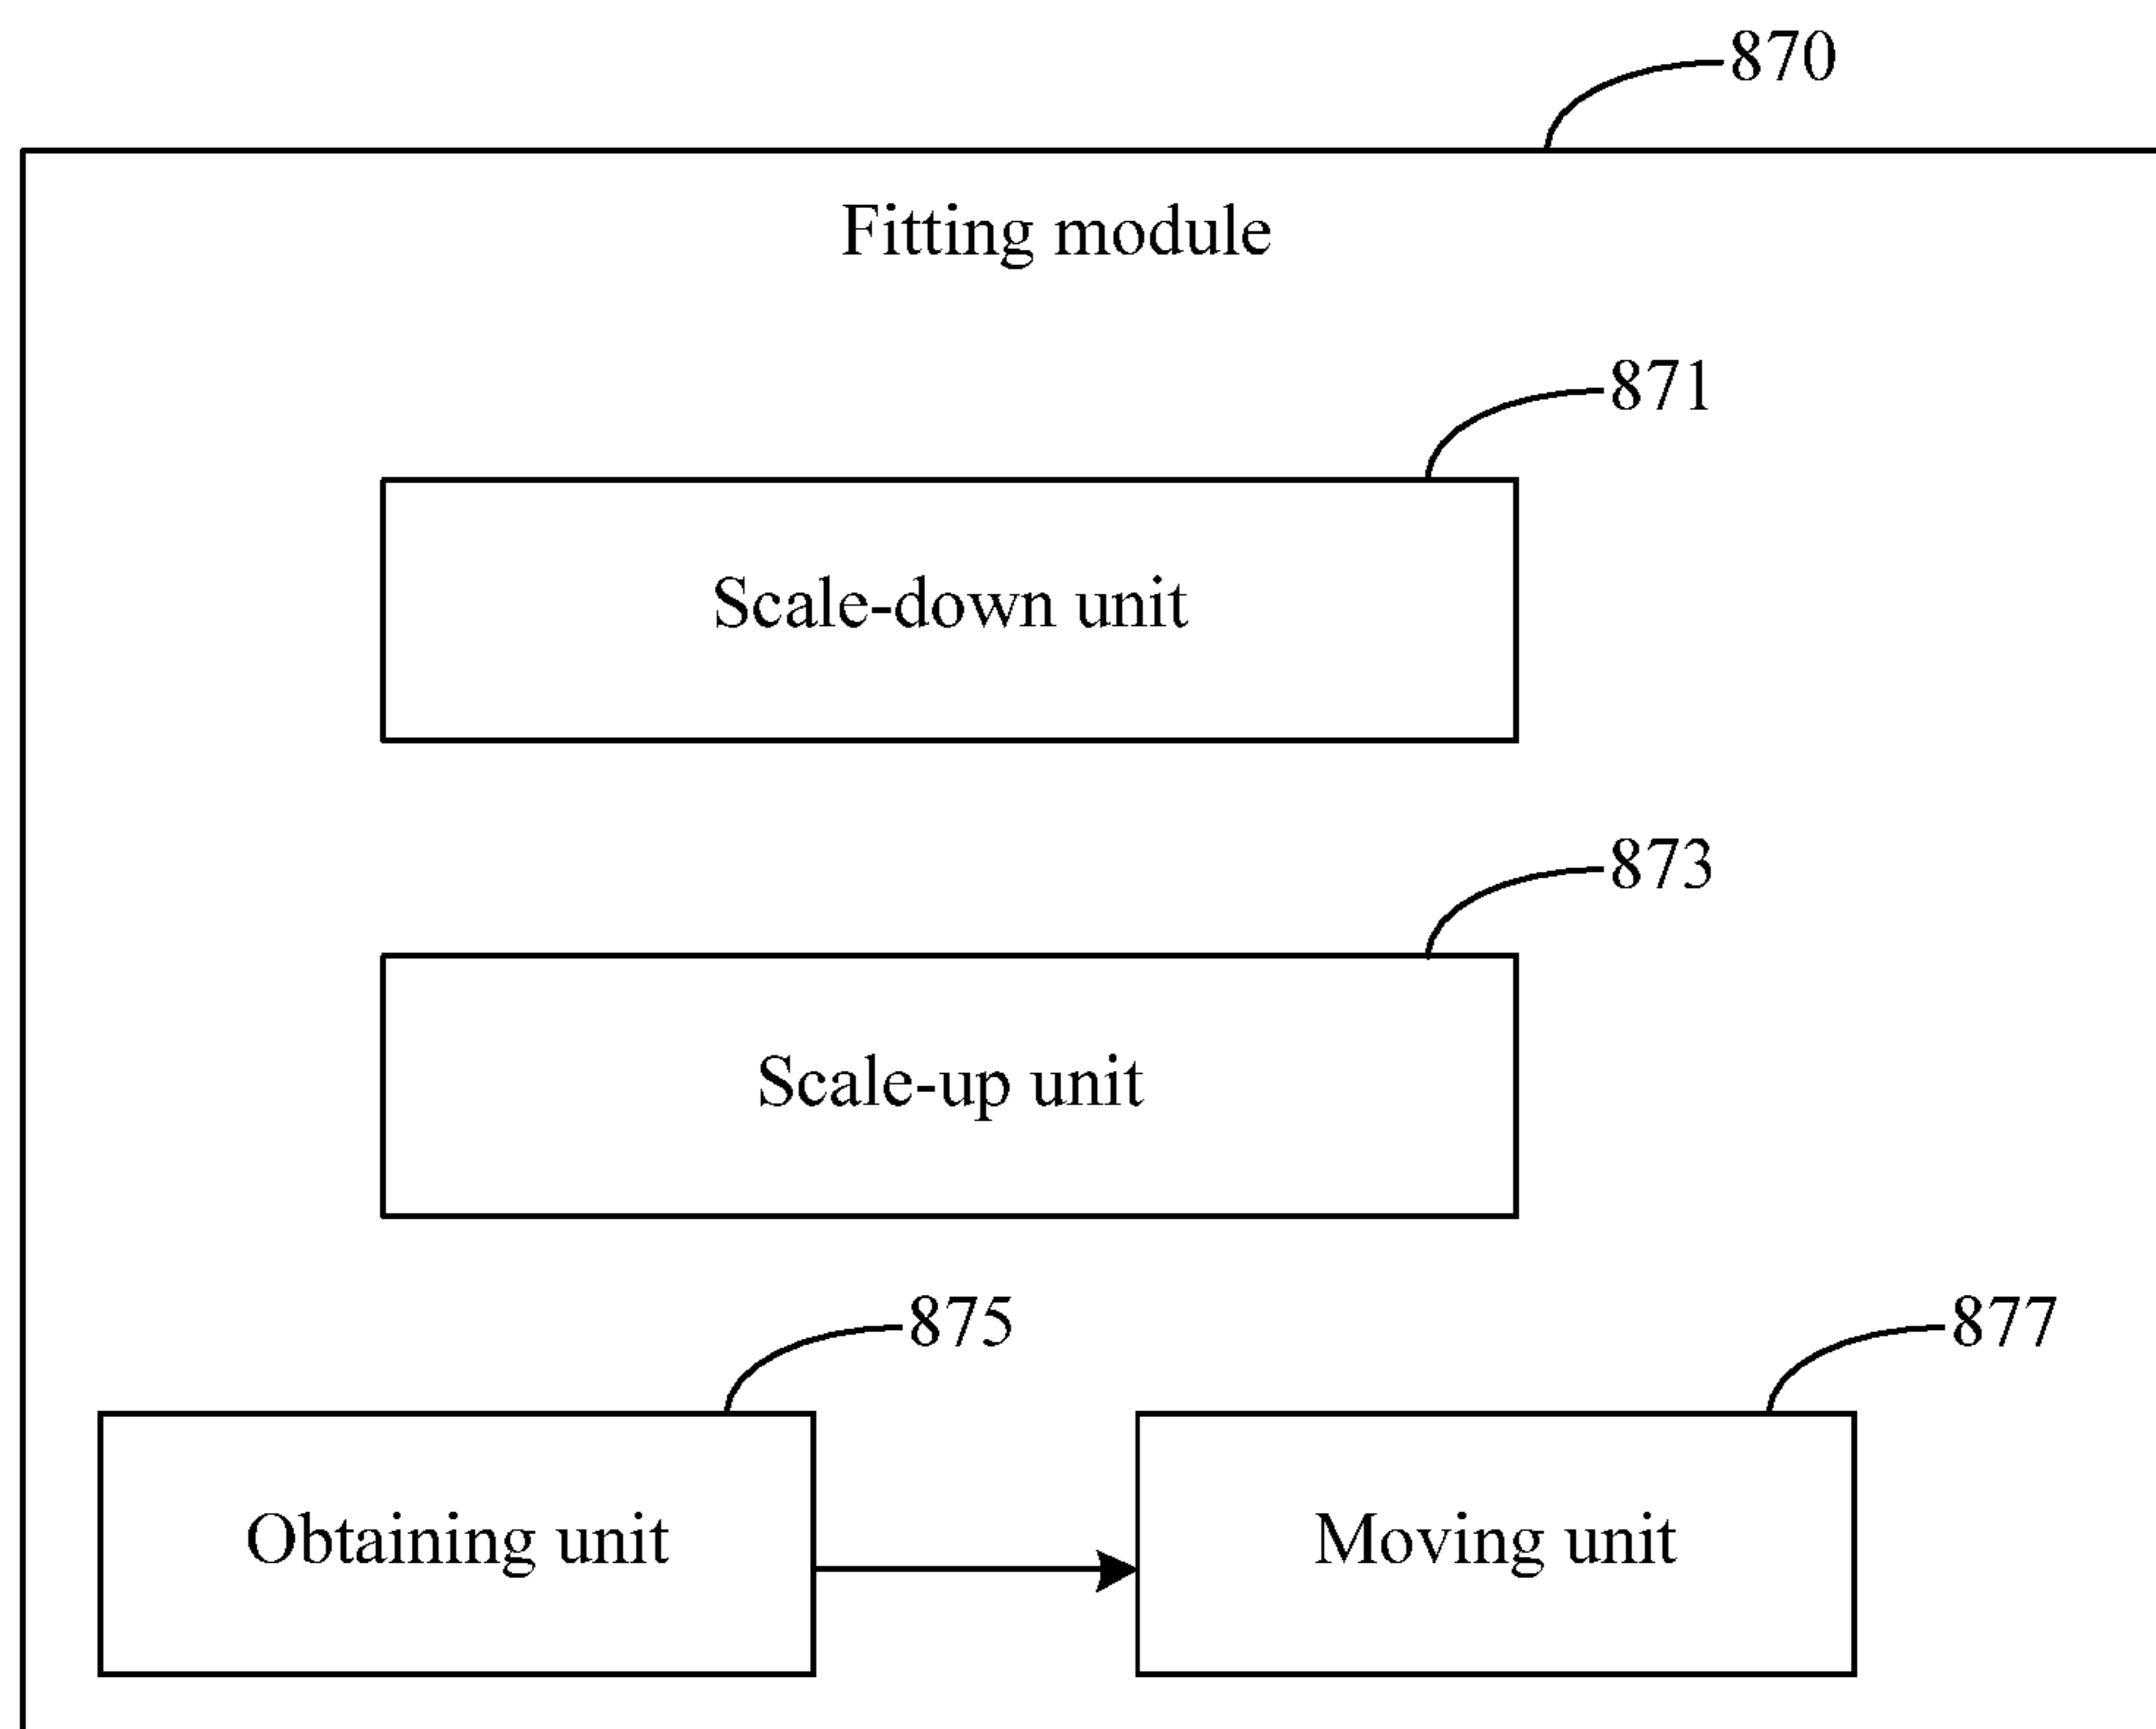 870
Fitting module
871
Scale-down unit
873
Scale-up unit
875
877
Obtaining unit
Moving unit